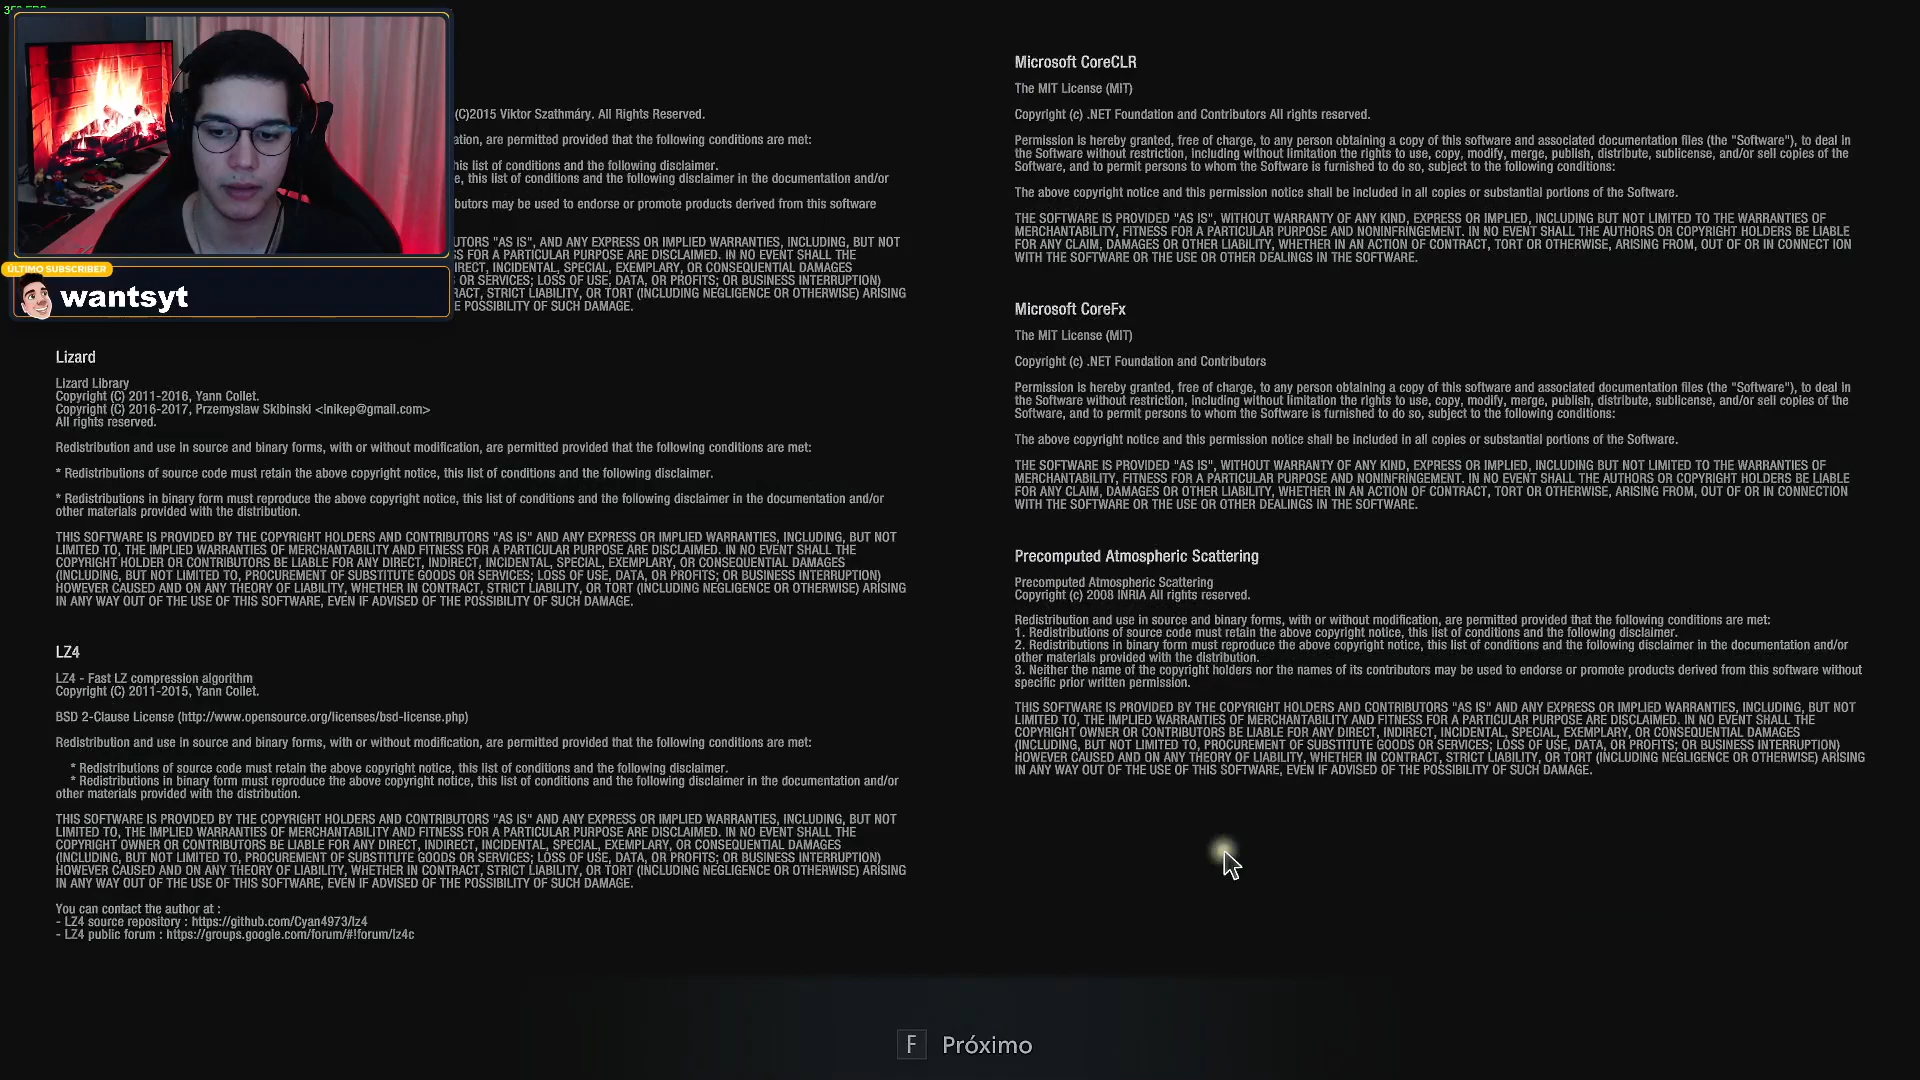 ÚLTIMO SUBSCRIBER
wantsyt
(C)2015 Viktor Szathmáry. All Rights Reserved.
ation, are permitted provided that the following conditions are met:
his list of conditions and the following disclaimer.
e, this list of conditions and the following disclaimer in the documentation and/or
butors may be used to endorse or promote products derived from this software
UTORS "AS IS", AND ANY EXPRESS OR IMPLIED WARRANTIES, INCLUDING, BUT NOT
SS FOR A PARTICULAR PURPOSE ARE DISCLAIMED. IN NO EVENT SHALL THE
IRECT, INCIDENTAL, SPECIAL, EXEMPLARY, OR CONSEQUENTIAL DAMAGES
OR SERVICES; LOSS OF USE, DATA, OR PROFITS; OR BUSINESS INTERRUPTION)
RACT, STRICT LIABILITY, OR TORT (INCLUDING NEGLIGENCE OR OTHERWISE) ARISING
E POSSIBILITY OF SUCH DAMAGE.
Lizard
Lizard Library
Copyright (C) 2011-2016, Yann Collet.
Copyright (C) 2016-2017, Przemyslaw Skibinski <inikep@gmail.com>
All rights reserved.
Redistribution and use in source and binary forms, with or without modification, are permitted provided that the following conditions are met:
* Redistributions of source code must retain the above copyright notice, this list of conditions and the following disclaimer.
* Redistributions in binary form must reproduce the above copyright notice, this list of conditions and the following disclaimer in the documentation and/or
other materials provided with the distribution.
THIS SOFTWARE IS PROVIDED BY THE COPYRIGHT HOLDERS AND CONTRIBUTORS "AS IS" AND ANY EXPRESS OR IMPLIED WARRANTIES, INCLUDING, BUT NOT
LIMITED TO, THE IMPLIED WARRANTIES OF MERCHANTABILITY AND FITNESS FOR A PARTICULAR PURPOSE ARE DISCLAIMED. IN NO EVENT SHALL THE
COPYRIGHT HOLDER OR CONTRIBUTORS BE LIABLE FOR ANY DIRECT, INDIRECT, INCIDENTAL, SPECIAL, EXEMPLARY, OR CONSEQUENTIAL DAMAGES
(INCLUDING, BUT NOT LIMITED TO, PROCUREMENT OF SUBSTITUTE GOODS OR SERVICES; LOSS OF USE, DATA, OR PROFITS; OR BUSINESS INTERRUPTION)
HOWEVER CAUSED AND ON ANY THEORY OF LIABILITY, WHETHER IN CONTRACT, STRICT LIABILITY, OR TORT (INCLUDING NEGLIGENCE OR OTHERWISE) ARISING
IN ANY WAY OUT OF THE USE OF THIS SOFTWARE, EVEN IF ADVISED OF THE POSSIBILITY OF SUCH DAMAGE.
LZ4
LZ4 - Fast LZ compression algorithm
Copyright (C) 2011-2015, Yann Collet.
BSD 2-Clause License (http://www.opensource.org/licenses/bsd-license.php)
Redistribution and use in source and binary forms, with or without modification, are permitted provided that the following conditions are met:
* Redistributions of source code must retain the above copyright notice, this list of conditions and the following disclaimer.
* Redistributions in binary form must reproduce the above copyright notice, this list of conditions and the following disclaimer in the documentation and/or
other materials provided with the distribution.
THIS SOFTWARE IS PROVIDED BY THE COPYRIGHT HOLDERS AND CONTRIBUTORS "AS IS" AND ANY EXPRESS OR IMPLIED WARRANTIES, INCLUDING, BUT NOT
LIMITED TO, THE IMPLIED WARRANTIES OF MERCHANTABILITY AND FITNESS FOR A PARTICULAR PURPOSE ARE DISCLAIMED. IN NO EVENT SHALL THE
COPYRIGHT OWNER OR CONTRIBUTORS BE LIABLE FOR ANY DIRECT, INDIRECT, INCIDENTAL, SPECIAL, EXEMPLARY, OR CONSEQUENTIAL DAMAGES
(INCLUDING, BUT NOT LIMITED TO, PROCUREMENT OF SUBSTITUTE GOODS OR SERVICES; LOSS OF USE, DATA, OR PROFITS; OR BUSINESS INTERRUPTION)
HOWEVER CAUSED AND ON ANY THEORY OF LIABILITY, WHETHER IN CONTRACT, STRICT LIABILITY, OR TORT (INCLUDING NEGLIGENCE OR OTHERWISE) ARISING
IN ANY WAY OUT OF THE USE OF THIS SOFTWARE, EVEN IF ADVISED OF THE POSSIBILITY OF SUCH DAMAGE.
You can contact the author at :
- LZ4 source repository : https://github.com/Cyan4973/lz4
- LZ4 public forum : https://groups.google.com/forum/#!forum/lz4c
Microsoft CoreCLR
The MIT License (MIT)
Copyright (c) .NET Foundation and Contributors All rights reserved.
Permission is hereby granted, free of charge, to any person obtaining a copy of this software and associated documentation files (the "Software"), to deal in
the Software without restriction, including without limitation the rights to use, copy, modify, merge, publish, distribute, sublicense, and/or sell copies of the
Software, and to permit persons to whom the Software is furnished to do so, subject to the following conditions:
The above copyright notice and this permission notice shall be included in all copies or substantial portions of the Software.
THE SOFTWARE IS PROVIDED "AS IS", WITHOUT WARRANTY OF ANY KIND, EXPRESS OR IMPLIED, INCLUDING BUT NOT LIMITED TO THE WARRANTIES OF
MERCHANTABILITY, FITNESS FOR A PARTICULAR PURPOSE AND NONINFRINGEMENT. IN NO EVENT SHALL THE AUTHORS OR COPYRIGHT HOLDERS BE LIABLE
FOR ANY CLAIM, DAMAGES OR OTHER LIABILITY, WHETHER IN AN ACTION OF CONTRACT, TORT OR OTHERWISE, ARISING FROM, OUT OF OR IN CONNECT ION
WITH THE SOFTWARE OR THE USE OR OTHER DEALINGS IN THE SOFTWARE.
Microsoft CoreFx
The MIT License (MIT)
Copyright (c) .NET Foundation and Contributors
Permission is hereby granted, free of charge, to any person obtaining a copy of this software and associated documentation files (the "Software"), to deal in
the Software without restriction, including without limitation the rights to use, copy, modify, merge, publish, distribute, sublicense, and/or sell copies of the
Software, and to permit persons to whom the Software is furnished to do so, subject to the following conditions:
The above copyright notice and this permission notice shall be included in all copies or substantial portions of the Software.
THE SOFTWARE IS PROVIDED "AS IS", WITHOUT WARRANTY OF ANY KIND, EXPRESS OR IMPLIED, INCLUDING BUT NOT LIMITED TO THE WARRANTIES OF
MERCHANTABILITY, FITNESS FOR A PARTICULAR PURPOSE AND NONINFRINGEMENT. IN NO EVENT SHALL THE AUTHORS OR COPYRIGHT HOLDERS BE LIABLE
FOR ANY CLAIM, DAMAGES OR OTHER LIABILITY, WHETHER IN AN ACTION OF CONTRACT, TORT OR OTHERWISE, ARISING FROM, OUT OF OR IN CONNECTION
WITH THE SOFTWARE OR THE USE OR OTHER DEALINGS IN THE SOFTWARE.
Precomputed Atmospheric Scattering
Precomputed Atmospheric Scattering
Copyright (c) 2008 INRIA All rights reserved.
Redistribution and use in source and binary forms, with or without modification, are permitted provided that the following conditions are met:
1. Redistributions of source code must retain the above copyright notice, this list of conditions and the following disclaimer.
2. Redistributions in binary form must reproduce the above copyright notice, this list of conditions and the following disclaimer in the documentation and/or
other materials provided with the distribution.
3. Neither the name of the copyright holders nor the names of its contributors may be used to endorse or promote products derived from this software without
specific prior written permission.
THIS SOFTWARE IS PROVIDED BY THE COPYRIGHT HOLDERS AND CONTRIBUTORS "AS IS" AND ANY EXPRESS OR IMPLIED WARRANTIES, INCLUDING, BUT NOT
LIMITED TO, THE IMPLIED WARRANTIES OF MERCHANTABILITY AND FITNESS FOR A PARTICULAR PURPOSE ARE DISCLAIMED. IN NO EVENT SHALL THE
COPYRIGHT OWNER OR CONTRIBUTORS BE LIABLE FOR ANY DIRECT, INDIRECT, INCIDENTAL, SPECIAL, EXEMPLARY, OR CONSEQUENTIAL DAMAGES
(INCLUDING, BUT NOT LIMITED TO, PROCUREMENT OF SUBSTITUTE GOODS OR SERVICES; LOSS OF USE, DATA, OR PROFITS; OR BUSINESS INTERRUPTION)
HOWEVER CAUSED AND ON ANY THEORY OF LIABILITY, WHETHER IN CONTRACT, STRICT LIABILITY, OR TORT (INCLUDING NEGLIGENCE OR OTHERWISE) ARISING
IN ANY WAY OUT OF THE USE OF THIS SOFTWARE, EVEN IF ADVISED OF THE POSSIBILITY OF SUCH DAMAGE.
F Próximo